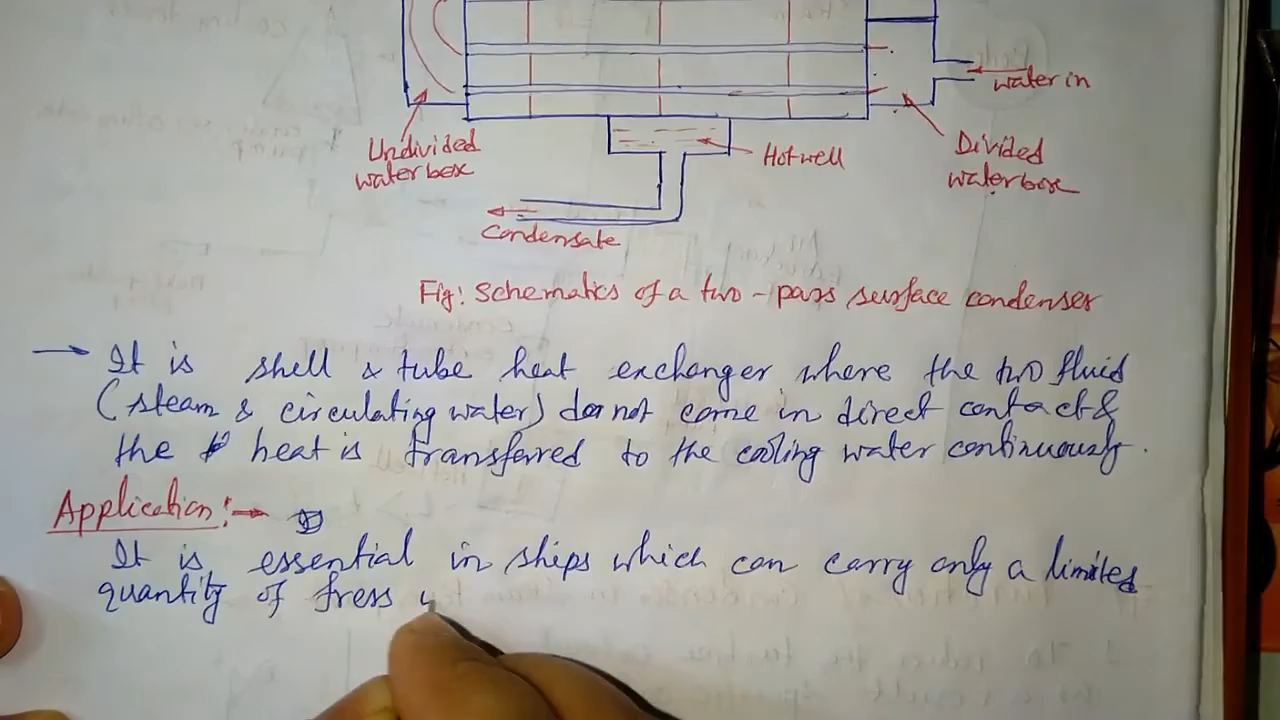 water in
Undivided
water box
Hotwell
Divided
waterbox
Condensate
Fig: Schematics of a two-pass surface condenser
→ It is shell & tube heat exchanger where the two fluid
(steam & circulating water) do not come in direct contact &
the heat is transferred to the cooling water continuously.
Application:→
It is essential in ships which can carry only a limited
quantity of fress